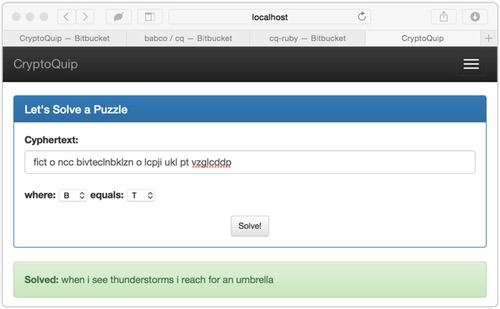 localhost
CryptoQuip — Bitbucket
babco / cq — Bitbucket
cq-ruby — Bitbucket
CryptoQuip
CryptoQuip
Let's Solve a Puzzle
Cyphertext:
fict o ncc bivteclnbklzn o lcpji ukl pt vzglcddp
where: B equals: T
Solve!
Solved: when i see thunderstorms i reach for an umbrella